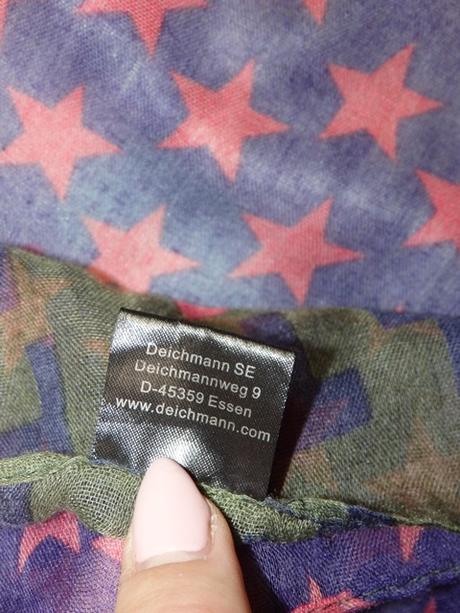 Deichmann SE
Deichmannweg 9
D-45359 Essen
www.deichmann.com